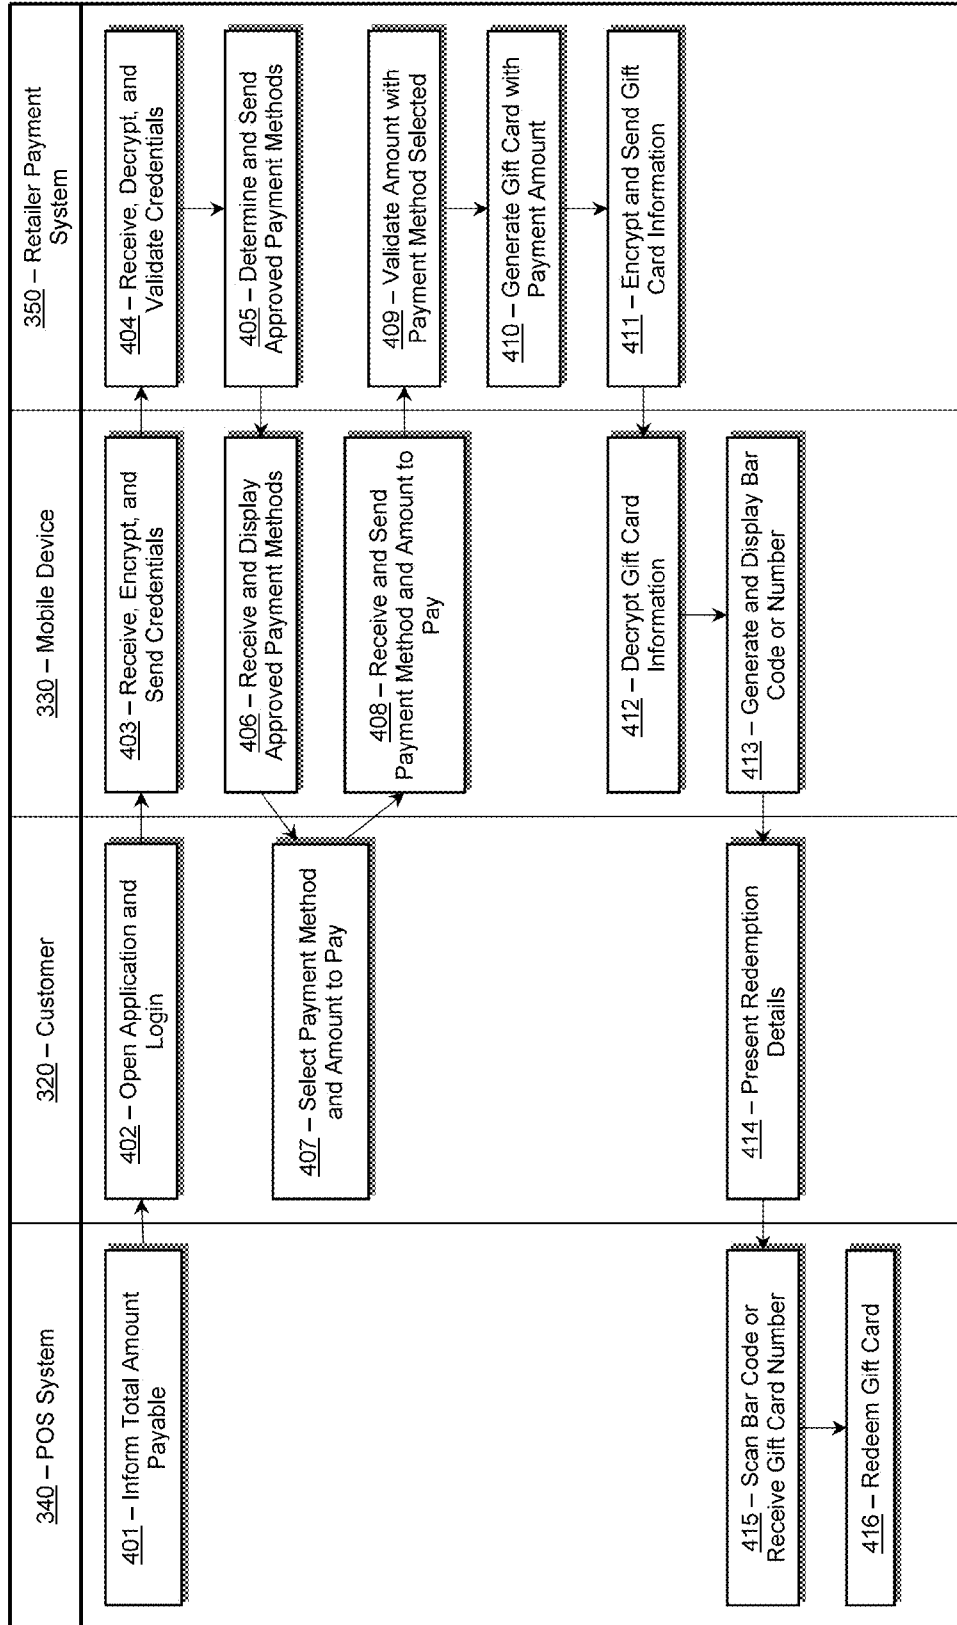 340 – POS System
320 – Customer
330 – Mobile Device
350 – Retailer Payment
System
401 – Inform Total Amount
Payable
402 – Open Application and
Login
403 – Receive, Encrypt, and
Send Credentials
404 – Receive, Decrypt, and
Validate Credentials
405 – Determine and Send
Approved Payment Methods
406 – Receive and Display
Approved Payment Methods
407 – Select Payment Method
and Amount to Pay
408 – Receive and Send
Payment Method and Amount to
Pay
409 – Validate Amount with
Payment Method Selected
410 – Generate Gift Card with
Payment Amount
411 – Encrypt and Send Gift
Card Information
412 – Decrypt Gift Card
Information
413 – Generate and Display Bar
Code or Number
414 – Present Redemption
Details
415 – Scan Bar Code or
Receive Gift Card Number
416 – Redeem Gift Card